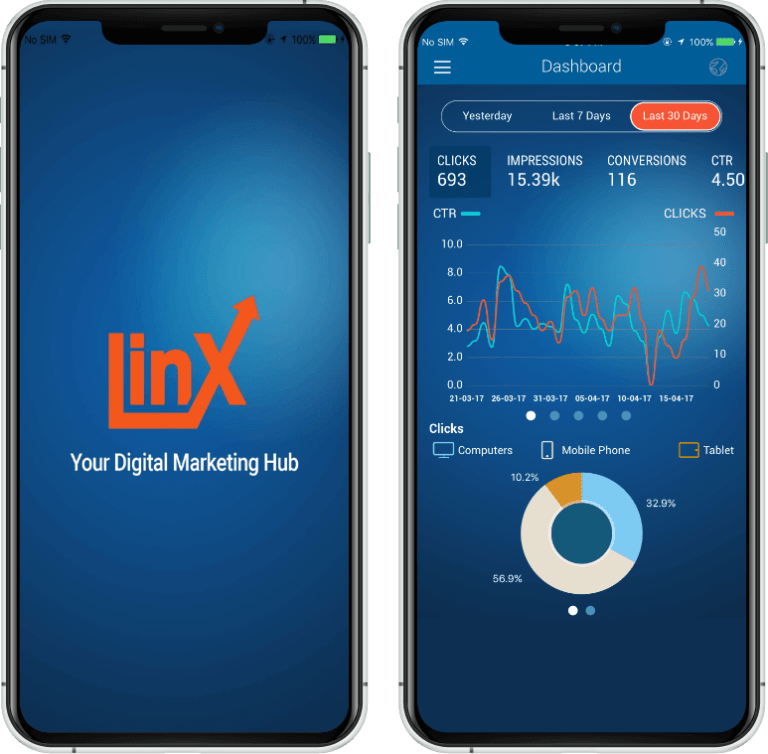 No SIM
100%
LinX
Your Digital Marketing Hub
No SIM
100%
Dashboard
Yesterday
Last 7 Days
Last 30 Days
CLICKS
IMPRESSIONS
CONVERSIONS
CTR
693
15.39k
116
4.50
CTR
CLICKS
50
10.0
40
8.0
30
6.0
20
4.0
10
2.0
0
0.0
21-03-17
26-03-17
31-03-17
05-04-17
10-04-17
15-04-17
Clicks
Computers
Mobile Phone
Tablet
10.2%
32.9%
56.9%